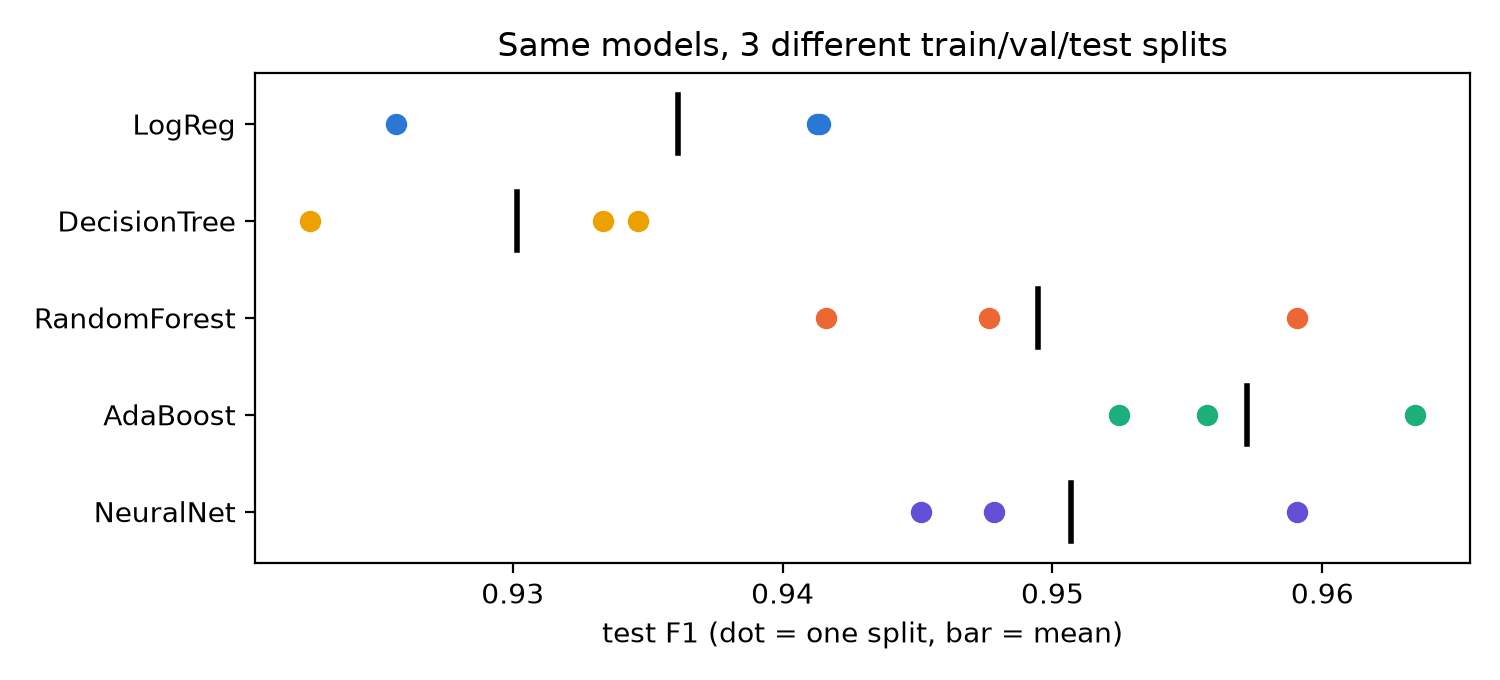 Same models, 3 different train/val/test splits
LogReg
DecisionTree
RandomForest
AdaBoost
NeuralNet
0.93 0.94 0.95 0.96
test F1 (dot = one split, bar = mean)